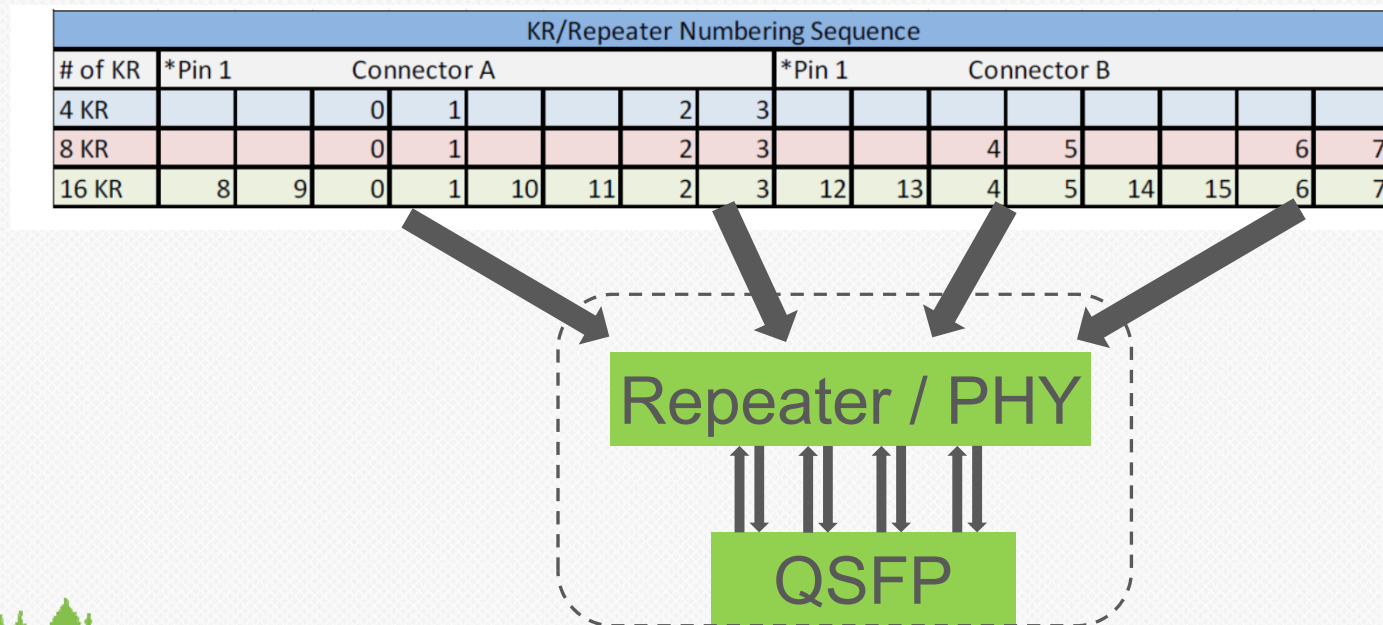 KR/Repeater Numbering Sequence
# of KR *Pin 1 Connector A *Pin 1 Connector B
4 KR 0 1 2 3
8 KR 0 1 2 3 4 5 6 7
16 KR 8 9 0 1 10 11 2 3 12 13 4 5 14 15 6 7
Repeater / PHY
QSFP